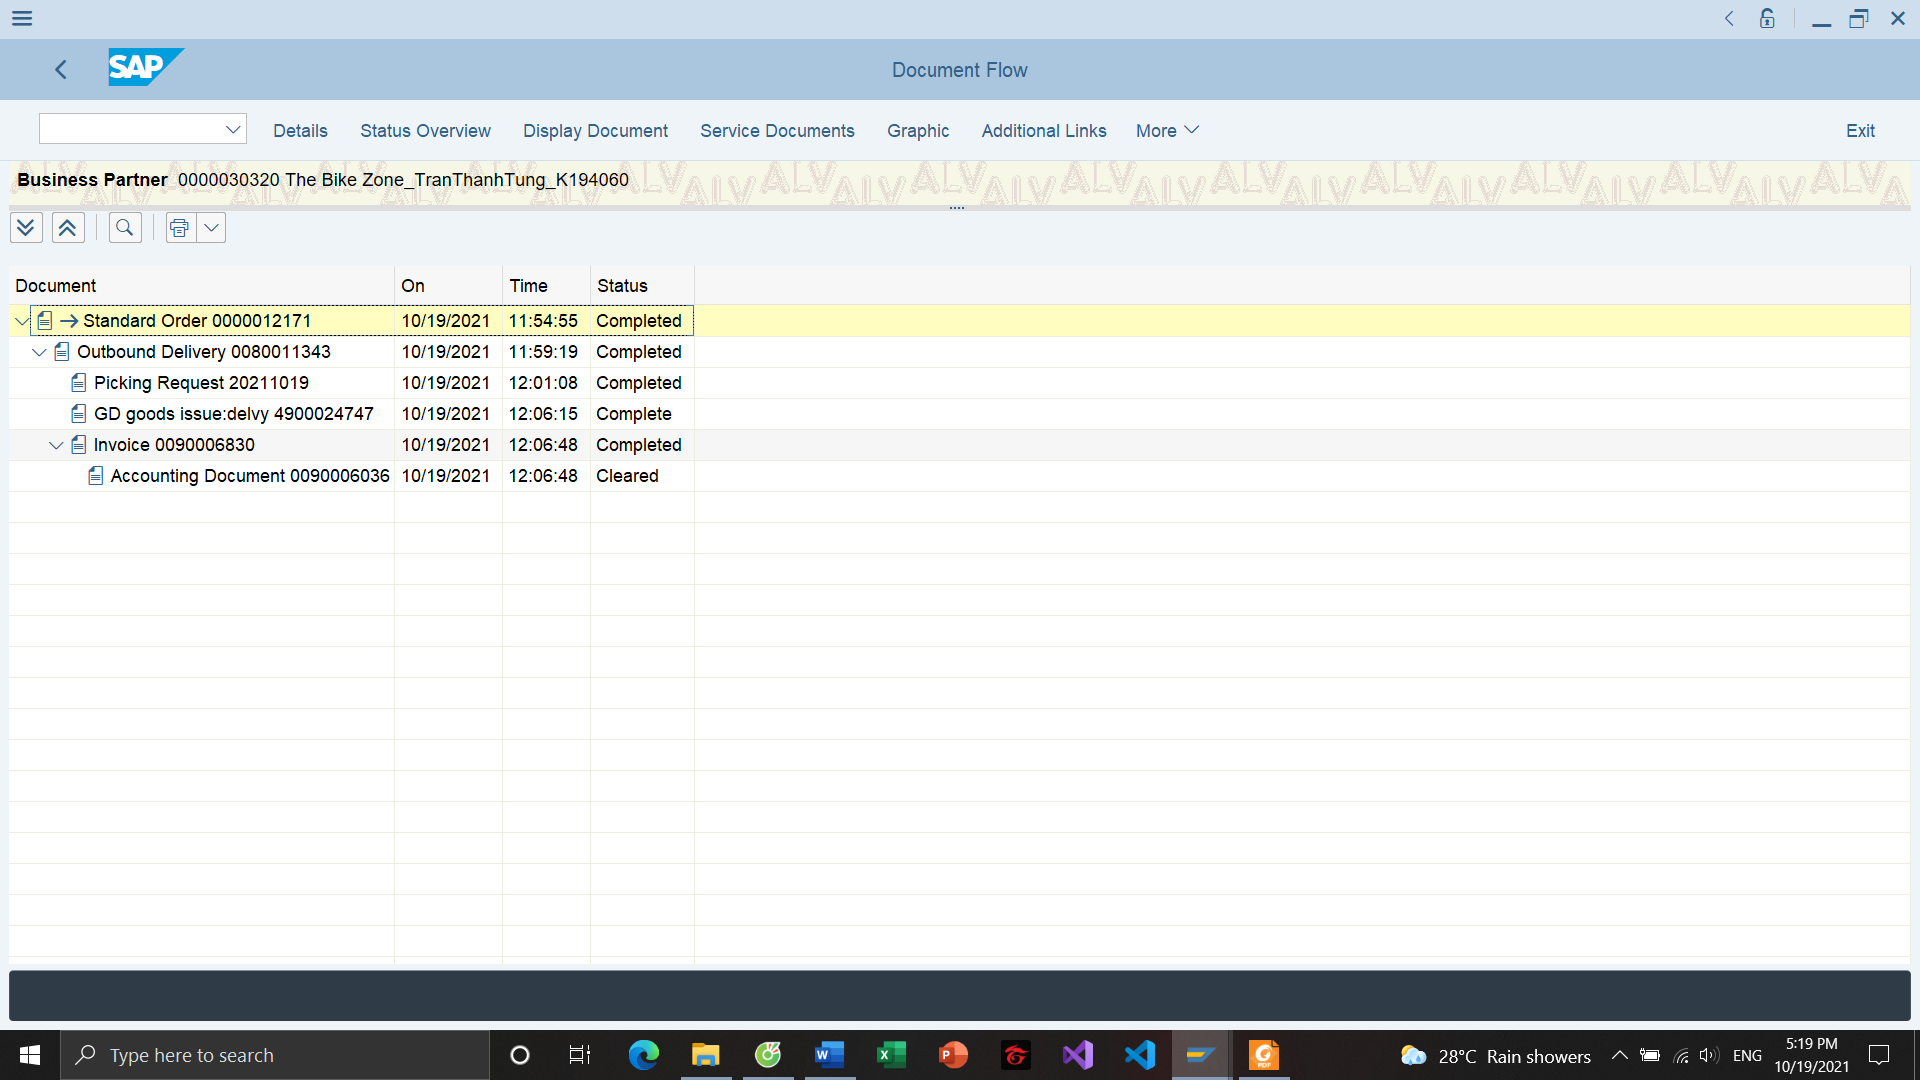 SAP
Document Flow
Details Status Overview Display Document Service Documents Graphic Additional Links More Exit
Business Partner 0000030320 The Bike Zone_TranThanhTung_K194060
Document On Time Status
Standard Order 0000012171 10/19/2021 11:54:55 Completed
Outbound Delivery 0080011343 10/19/2021 11:59:19 Completed
Picking Request 20211019 10/19/2021 12:01:08 Completed
GD goods issue:delvy 4900024747 10/19/2021 12:06:15 Complete
Invoice 0090006830 10/19/2021 12:06:48 Completed
Accounting Document 0090006036 10/19/2021 12:06:48 Cleared
Type here to search 28°C Rain showers ENG 5:19 PM
10/19/2021